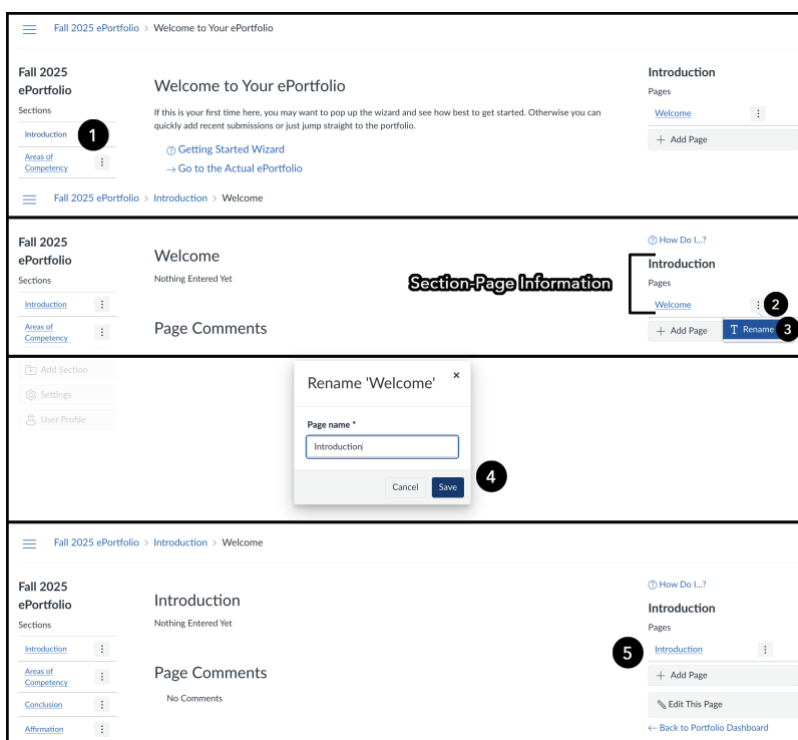 Fall 2025 ePortfolio > Welcome to Your ePortfolio
Fall 2025
ePortfolio
Sections
Introduction
1
Areas of
Competency
Welcome to Your ePortfolio
If this is your first time here, you may want to pop up the wizard and see how best to get started. Otherwise you can
quickly add recent submissions or just jump straight to the portfolio.
Getting Started Wizard
→ Go to the Actual ePortfolio
Introduction
Pages
Welcome
+ Add Page
Fall 2025 ePortfolio > Introduction > Welcome
Fall 2025
ePortfolio
Sections
Introduction
Areas of
Competency
Welcome
Nothing Entered Yet
Page Comments
Section-Page Information
How Do I...?
Introduction
Pages
Welcome
2
+ Add Page
T Rename
3
Add Section
Settings
User Profile
Rename 'Welcome'
×
Page name *
Introduction
Cancel
Save
4
Fall 2025 ePortfolio > Introduction > Welcome
Fall 2025
ePortfolio
Sections
Introduction
Areas of
Competency
Conclusion
Affirmation
Introduction
Nothing Entered Yet
Page Comments
No Comments
How Do I...?
Introduction
Pages
5
Introduction
+ Add Page
Edit This Page
← Back to Portfolio Dashboard